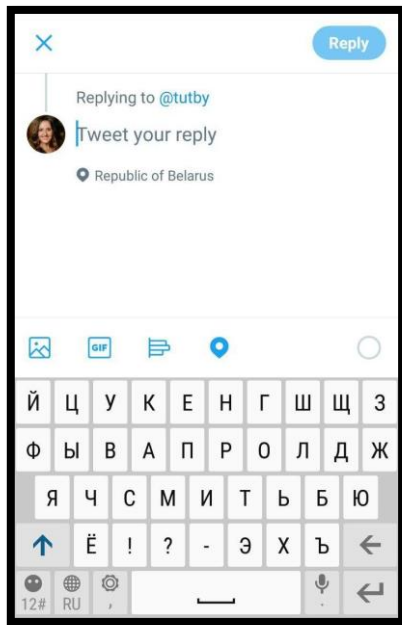 Reply
Replying to @tutby
Tweet your reply
Republic of Belarus
GIF
Й Ц У К Е Н Г Ш Щ З
Ф Ы В А П Р О Л Д Ж
Я Ч С М И Т Ь Б Ю
Ё ! ? - Э Х Ъ
12# RU , .